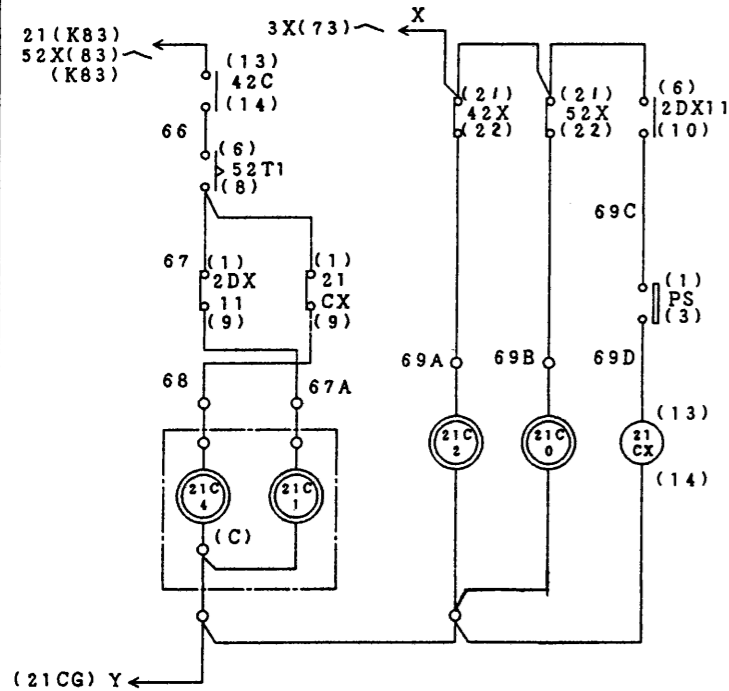 21(K83)
52X(83)
(K83)
3X(73)
X
(13)
42C
(14)
66
(6)
52T1
(8)
67
(1)
2DX
11
(9)
(1)
21
CX
(9)
68
67A
21C
4
21C
1
(C)
(21)
42X
(22)
(21)
52X
(22)
(6)
2DX11
(10)
69C
(1)
PS
(3)
69A
69B
69D
21C
2
21C
0
21
CX
(13)
(14)
(21CG) Y